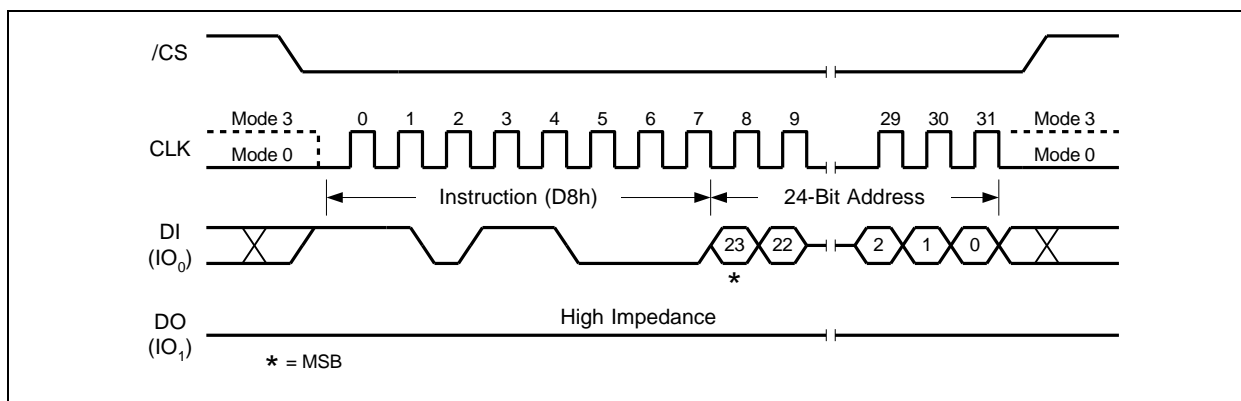 /CS
Mode 3 0 1 2 3 4 5 6 7 8 9 29 30 31 Mode 3
CLK
Mode 0 Mode 0
Instruction (D8h) 24-Bit Address
DI
(IO0)
23 22 2 1 0
*
High Impedance
DO
(IO1)
* = MSB